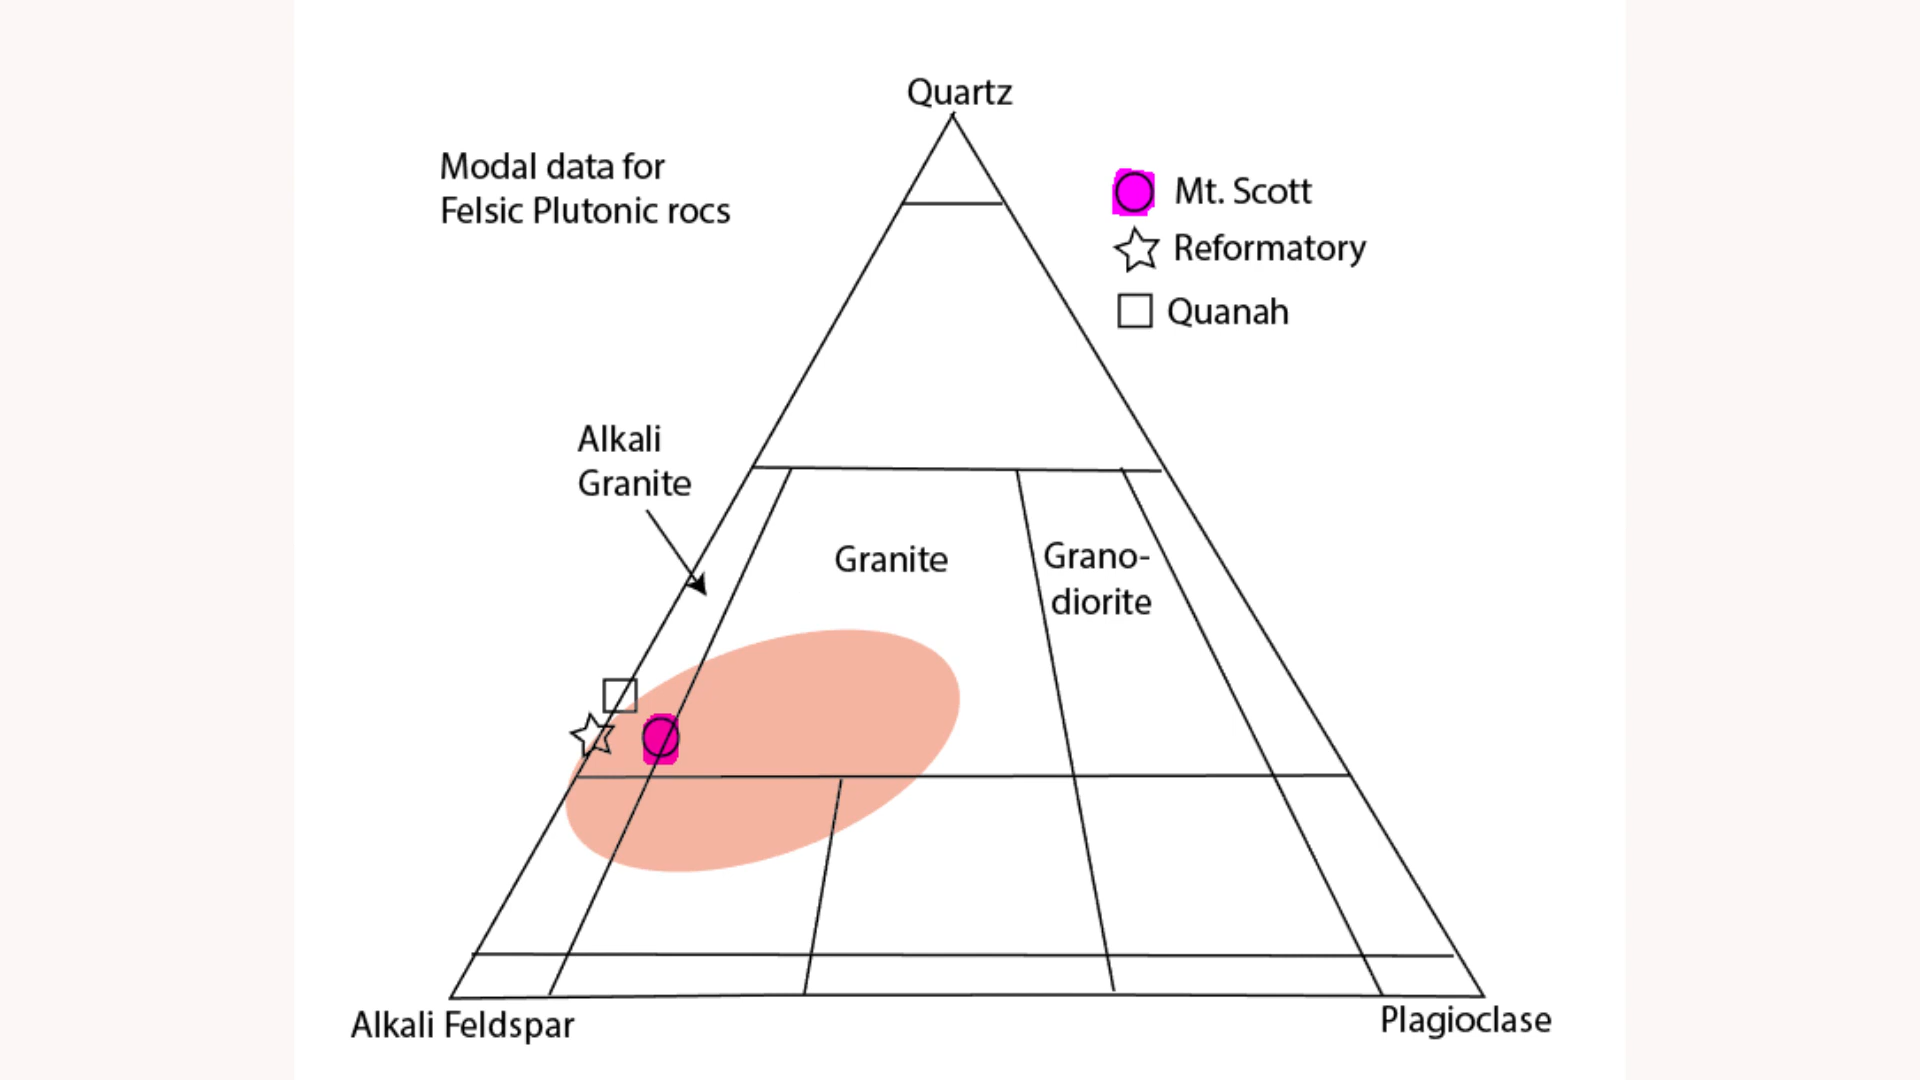 Quartz
Modal data for
Felsic Plutonic rocs
Mt. Scott
Reformatory
Quanah
Alkali
Granite
Granite
Grano-
diorite
Alkali Feldspar
Plagioclase